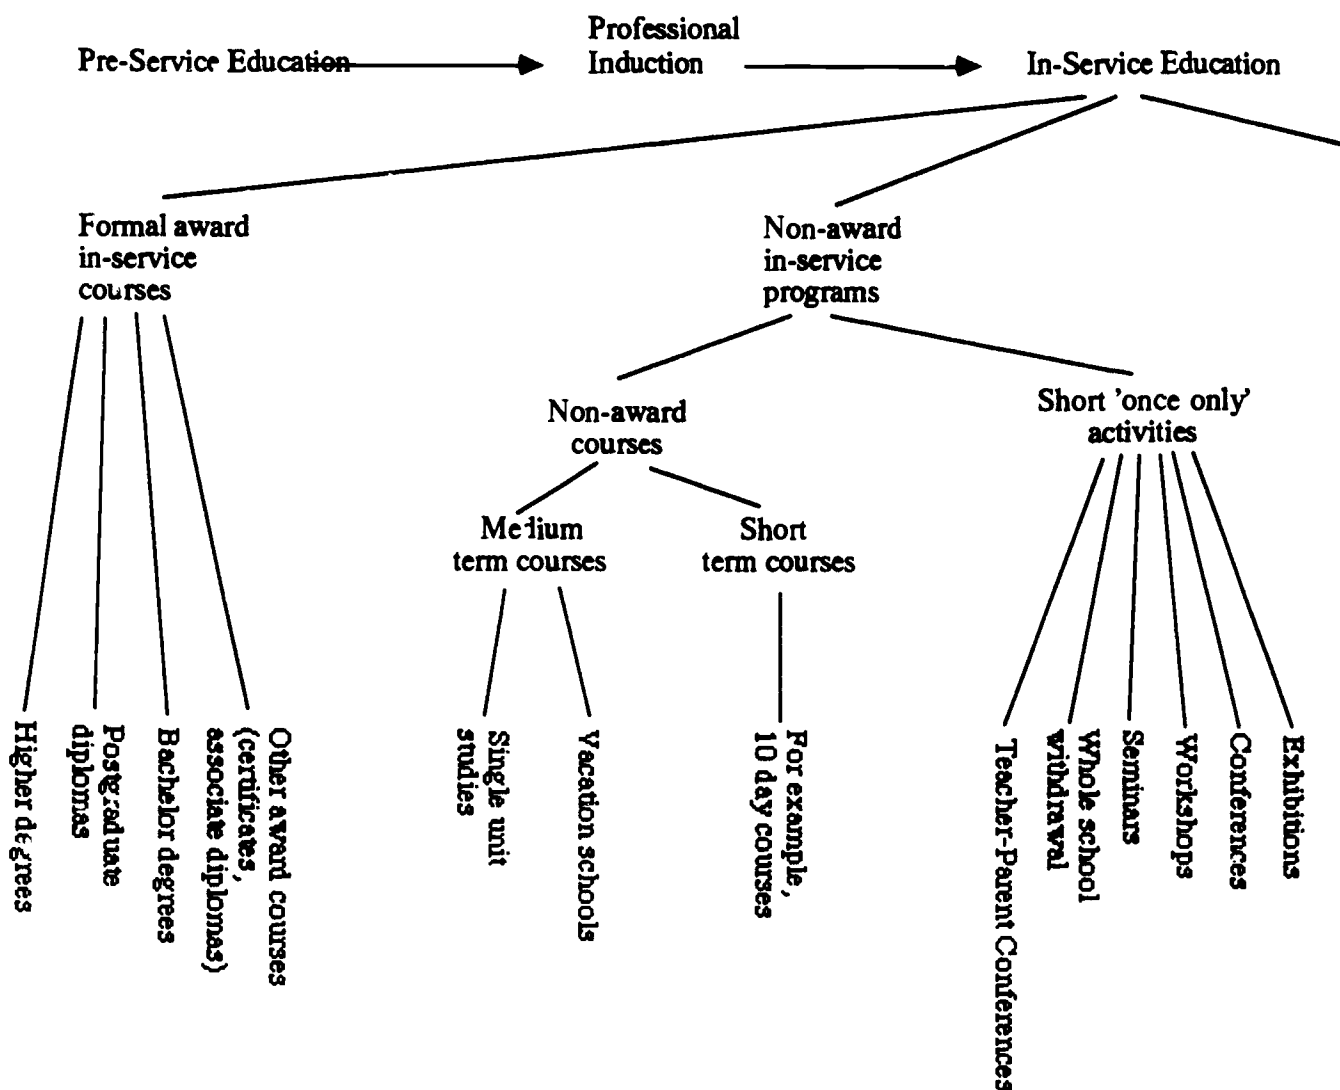 Pre-Service Education
Professional
Induction
In-Service Education
Formal award
in-service
courses
Non-award
in-service
programs
Non-award
courses
Short 'once only'
activities
Medium
term courses
Short
term courses
Higher degrees
Postgraduate
diplomas
Bachelor degrees
Other award courses
(certificates,
associate diplomas)
Single unit
studies
Vacation schools
For example,
10 day courses
Teacher-Parent Conferences
Whole school
withdrawal
Seminars
Workshops
Conferences
Exhibitions